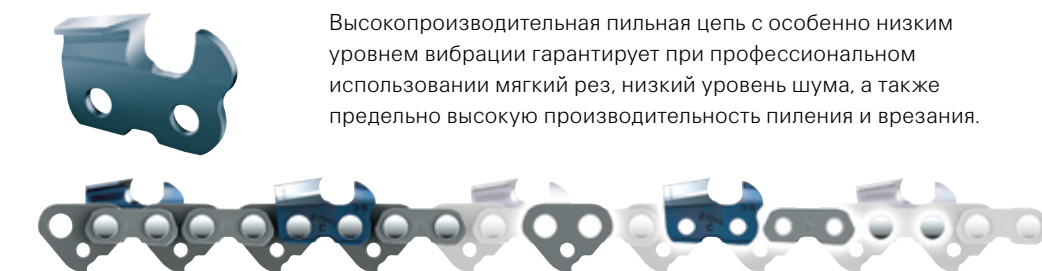 Высокопроизводительная пильная цепь с особенно низким
уровнем вибрации гарантирует при профессиональном
использовании мягкий рез, низкий уровень шума, а также
предельно высокую производительность пиления и врезания.